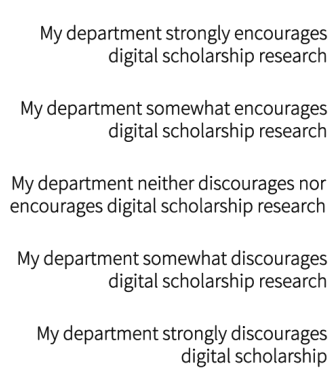 My department strongly encourages
digital scholarship research
My department somewhat encourages
digital scholarship research
My department neither discourages nor
encourages digital scholarship research
My department somewhat discourages
digital scholarship research
My department strongly discourages
digital scholarship